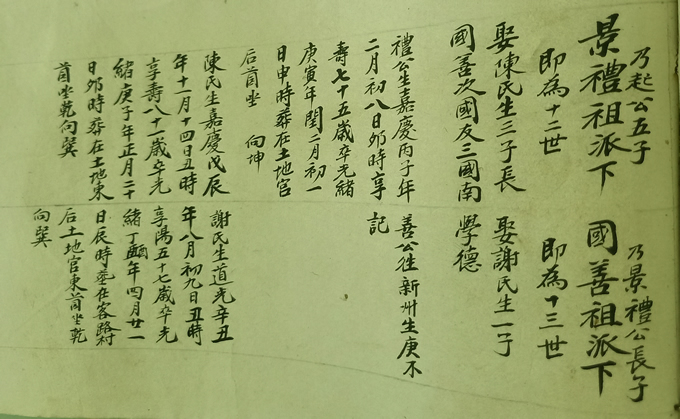 乃起公五子
景禮祖派下
即為十二世
娶陳氏生三子長
國善次國友三國南
禮公生嘉慶丙子年
二月初八日卯時享
壽七十五歲卒光緒
庚寅年閏二月初一
日申時葬在土地宮
后茴坐 向坤
陳氏生嘉慶戊辰
年十一月十四日丑時
享壽八十一歲卒光
緒庚子年正月二十
日卯時葬在土地東
茴坐乾向巽
乃景禮公長子
國善祖派下
即為十三世
娶謝氏生一子
學德
善公往新州生庚不
記
謝氏生道光辛丑
年八月初九日丑時
享陽五十七歲卒光
緒丁酉年四月廿一
日辰時塟在客路村
后土地宮東茴坐乾
向巽